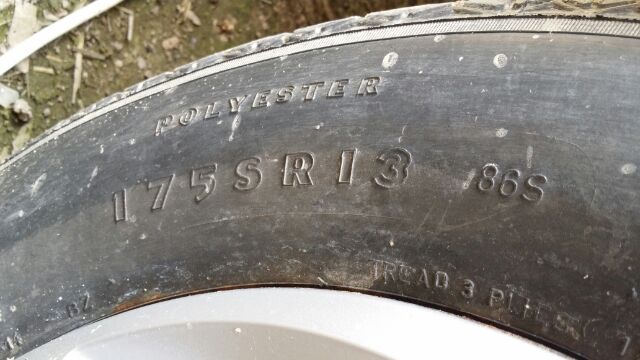 POLYESTER
175SR13 86S
TREAD 3 PLIES